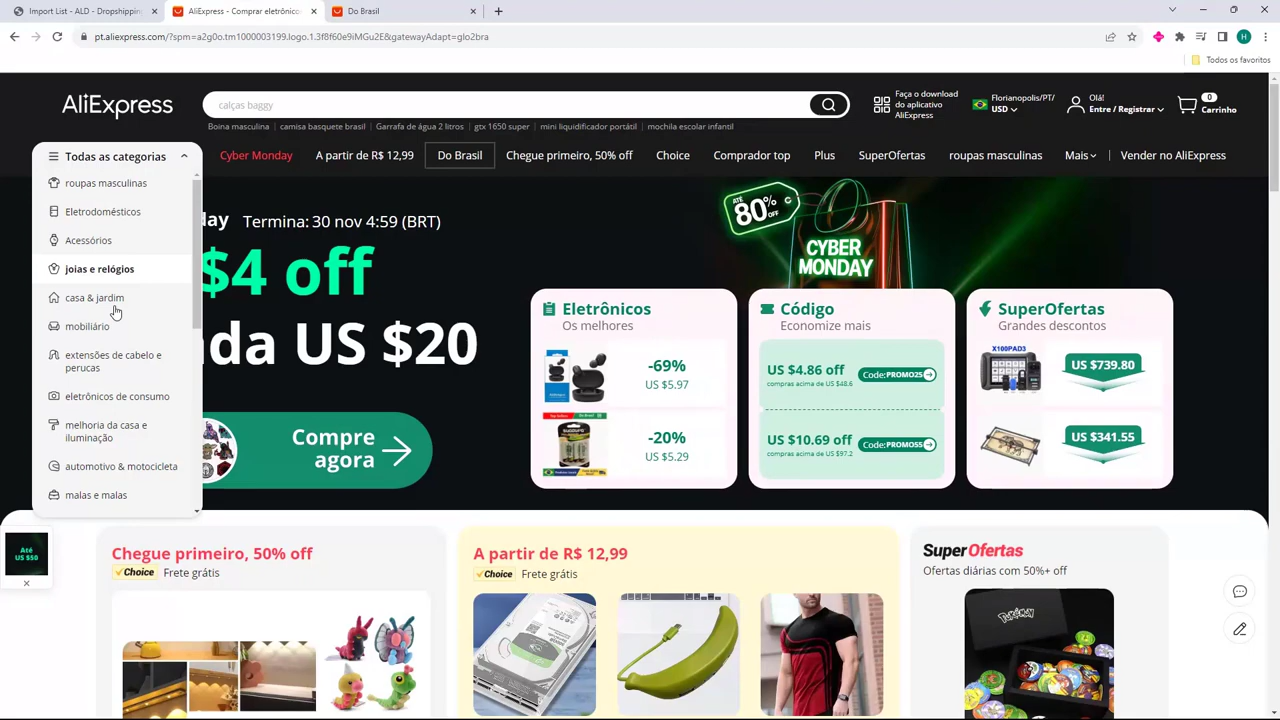 Import List - ALD - Dropshipping
AliExpress - Comprar eletrônico
Do Brasil
pt.aliexpress.com/?spm=a2g0o.tm1000003199.logo.1.3f8f60e9iMGu2E&gatewayAdapt=glo2bra
H
Todos os favoritos
AliExpress
calças baggy
Boina masculina camisa basquete brasil Garrafa de água 2 litros gtx 1650 super mini liquidificador portátil mochila escolar infantil
Faça o download
do aplicativo
AliExpress
Florianopolis/PT/
USD
Olá!
Entre / Registrar
0
Carrinho
Todas as categorias
Cyber Monday A partir de R$ 12,99 Do Brasil Chegue primeiro, 50% off Choice Comprador top Plus SuperOfertas roupas masculinas Mais Vender no AliExpress
roupas masculinas
Eletrodomésticos
Acessórios
joias e relógios
casa & jardim
mobiliário
extensões de cabelo e
perucas
eletrônicos de consumo
melhoria da casa e
iluminação
automotivo & motocicleta
malas e malas
day Termina: 30 nov 4:59 (BRT)
$4 off
da US $20
Compre
agora
ATÉ
80%
OFF
CYBER
MONDAY
Eletrônicos
Os melhores
-69%
US $5.97
-20%
US $5.29
Código
Economize mais
US $4.86 off
compras acima de US $48.6
Code:PROMO25
US $10.69 off
compras acima de US $97.2
Code:PROMO55
SuperOfertas
Grandes descontos
X100PAD3
US $739.80
US $341.55
Até
US $50
Chegue primeiro, 50% off
Choice Frete grátis
A partir de R$ 12,99
Choice Frete grátis
SuperOfertas
Ofertas diárias com 50%+ off
POKÉMON